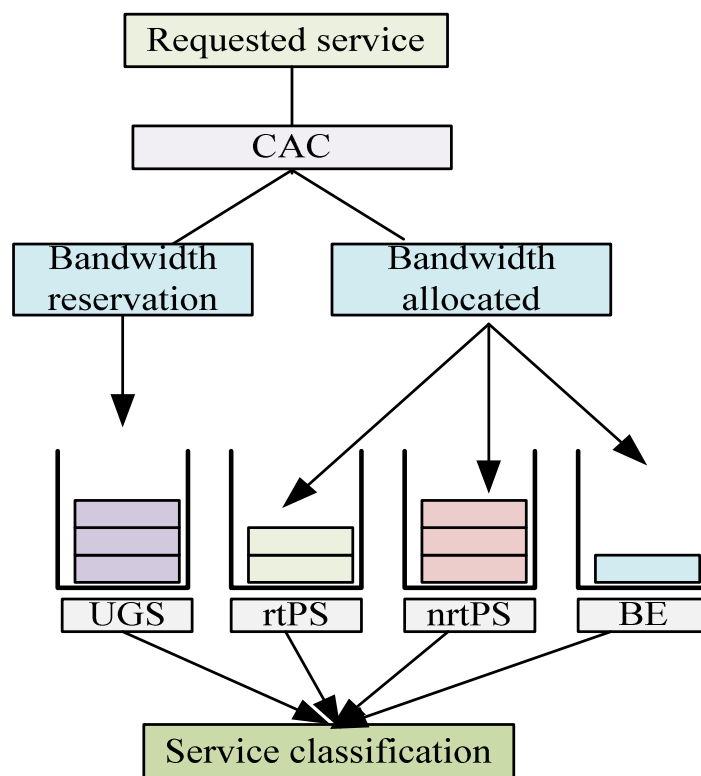 Requested service
CAC
Bandwidth
reservation
Bandwidth
allocated
UGS
rtPS
nrtPS
BE
Service classification